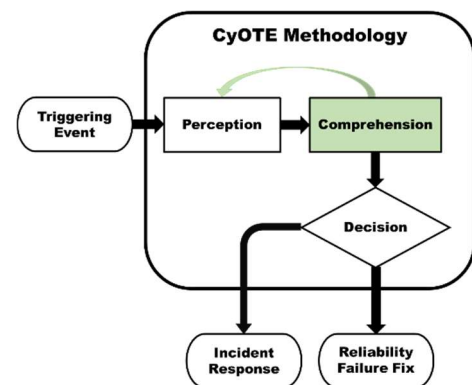 CyOTE Methodology
Triggering
Event
Perception
Comprehension
Decision
Incident
Response
Reliability
Failure Fix